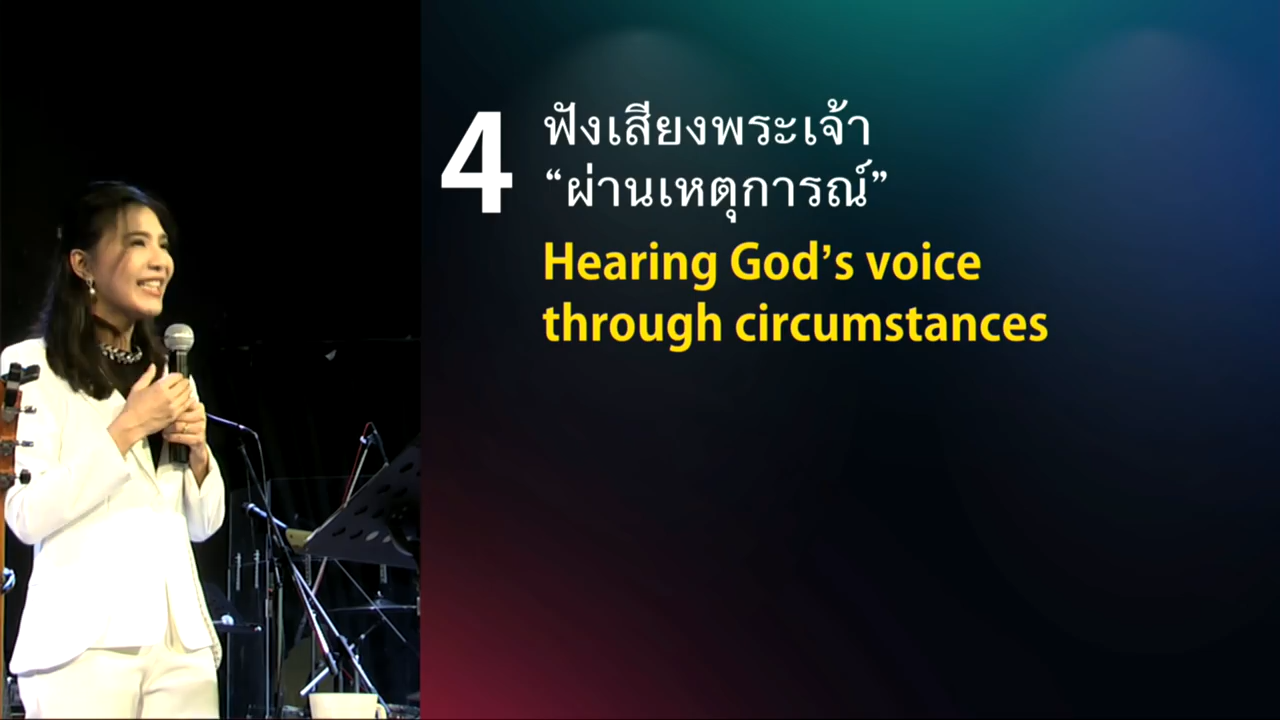 4
ฟังเสียงพระเจ้า
“ผ่านเหตุการณ์”
Hearing God’s voice
through circumstances